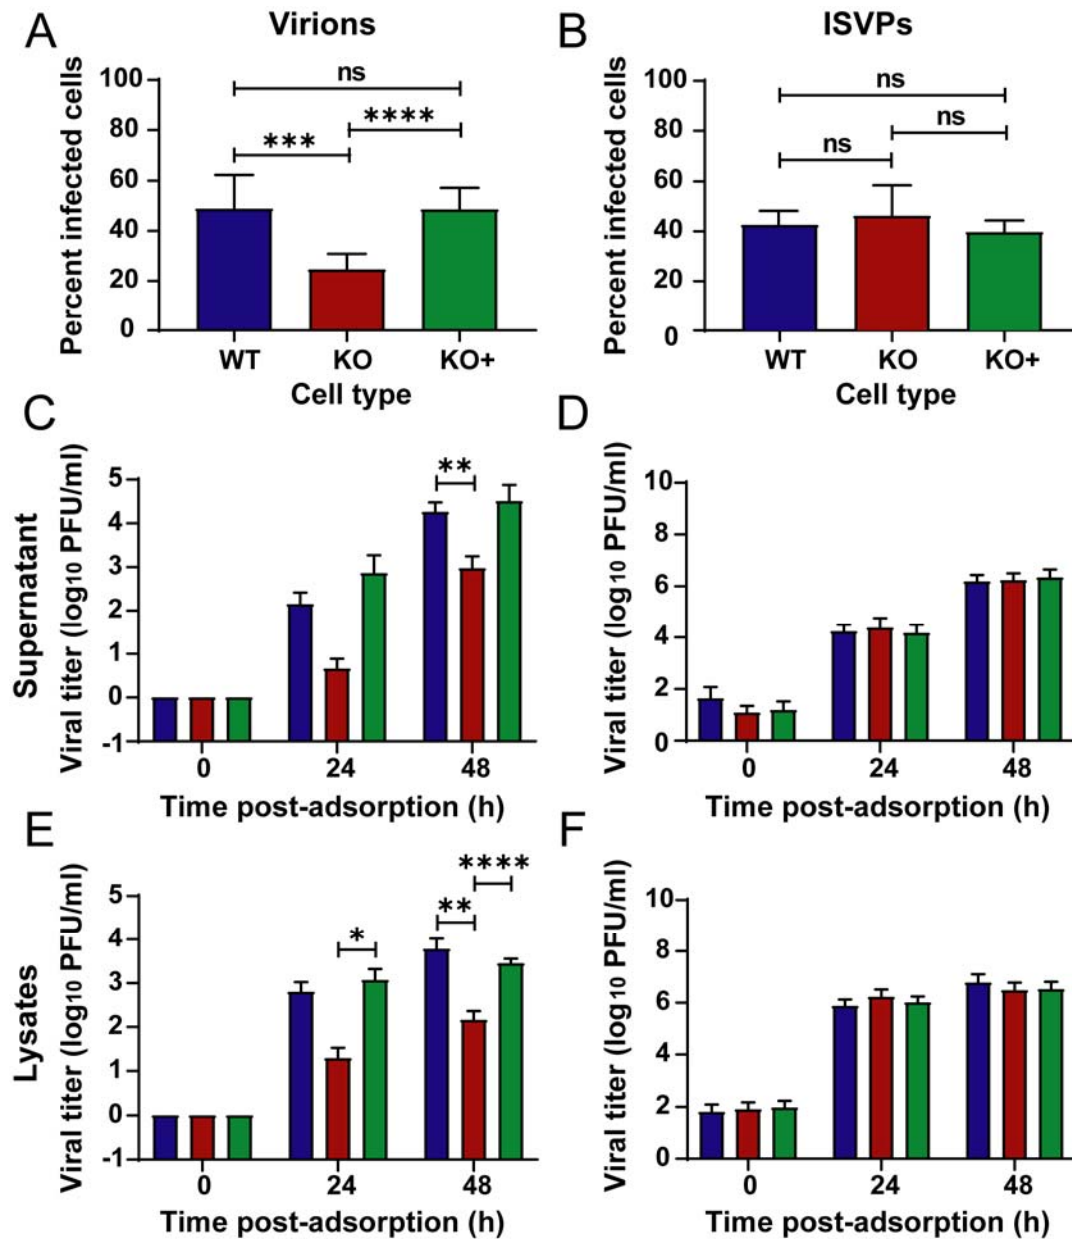 A
Virions
Percent infected cells
100
80
60
40
20
0
ns
***
****
WT KO KO+
Cell type
B
ISVPs
Percent infected cells
100
80
60
40
20
0
ns
ns
ns
WT KO KO+
Cell type
Supernatant
C
Viral titer (log10 PFU/ml)
5
4
3
2
1
0
-1
**
0 24 48
Time post-adsorption (h)
D
Viral titer (log10 PFU/ml)
10
8
6
4
2
0
0 24 48
Time post-adsorption (h)
Lysates
E
Viral titer (log10 PFU/ml)
5
4
3
2
1
0
-1
*
**
****
0 24 48
Time post-adsorption (h)
F
Viral titer (log10 PFU/ml)
10
8
6
4
2
0
0 24 48
Time post-adsorption (h)